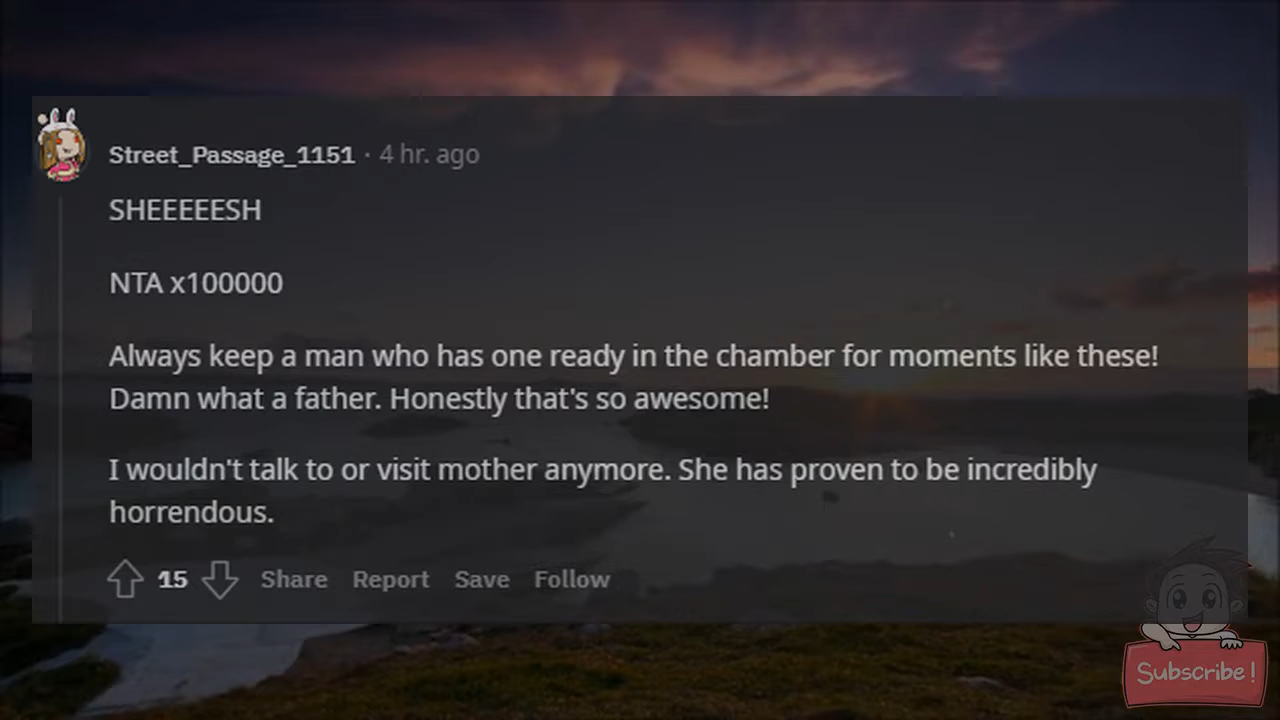 Street_Passage_1151 · 4 hr. ago
SHEEEEESH
NTA x100000
Always keep a man who has one ready in the chamber for moments like these!
Damn what a father. Honestly that's so awesome!
I wouldn't talk to or visit mother anymore. She has proven to be incredibly
horrendous.
15 Share Report Save Follow
Subscribe!